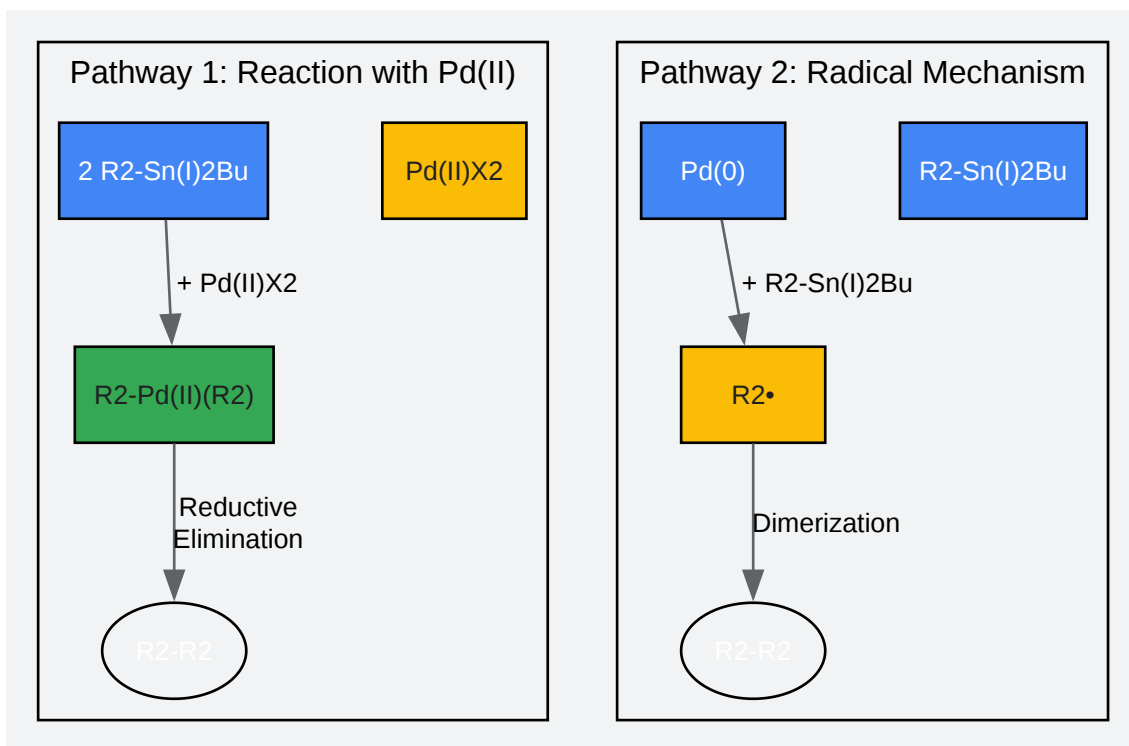 Pathway 1: Reaction with Pd(II)
2 R2-Sn(I)2Bu
Pd(II)X2
+ Pd(II)X2
R2-Pd(II)(R2)
Reductive
Elimination
R2-R2
Pathway 2: Radical Mechanism
Pd(0)
R2-Sn(I)2Bu
+ R2-Sn(I)2Bu
R2•
Dimerization
R2-R2